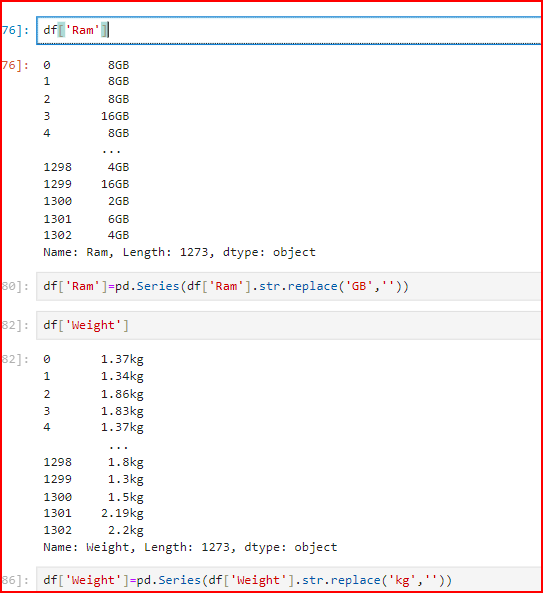 76]: df['Ram']
76]: 0        8GB
1        8GB
2        8GB
3       16GB
4        8GB
...
1298     4GB
1299    16GB
1300     2GB
1301     6GB
1302     4GB
Name: Ram, Length: 1273, dtype: object
80]: df['Ram']=pd.Series(df['Ram'].str.replace('GB',''))
82]: df['Weight']
82]: 0       1.37kg
1       1.34kg
2       1.86kg
3       1.83kg
4       1.37kg
...
1298     1.8kg
1299     1.3kg
1300     1.5kg
1301    2.19kg
1302     2.2kg
Name: Weight, Length: 1273, dtype: object
86]: df['Weight']=pd.Series(df['Weight'].str.replace('kg',''))